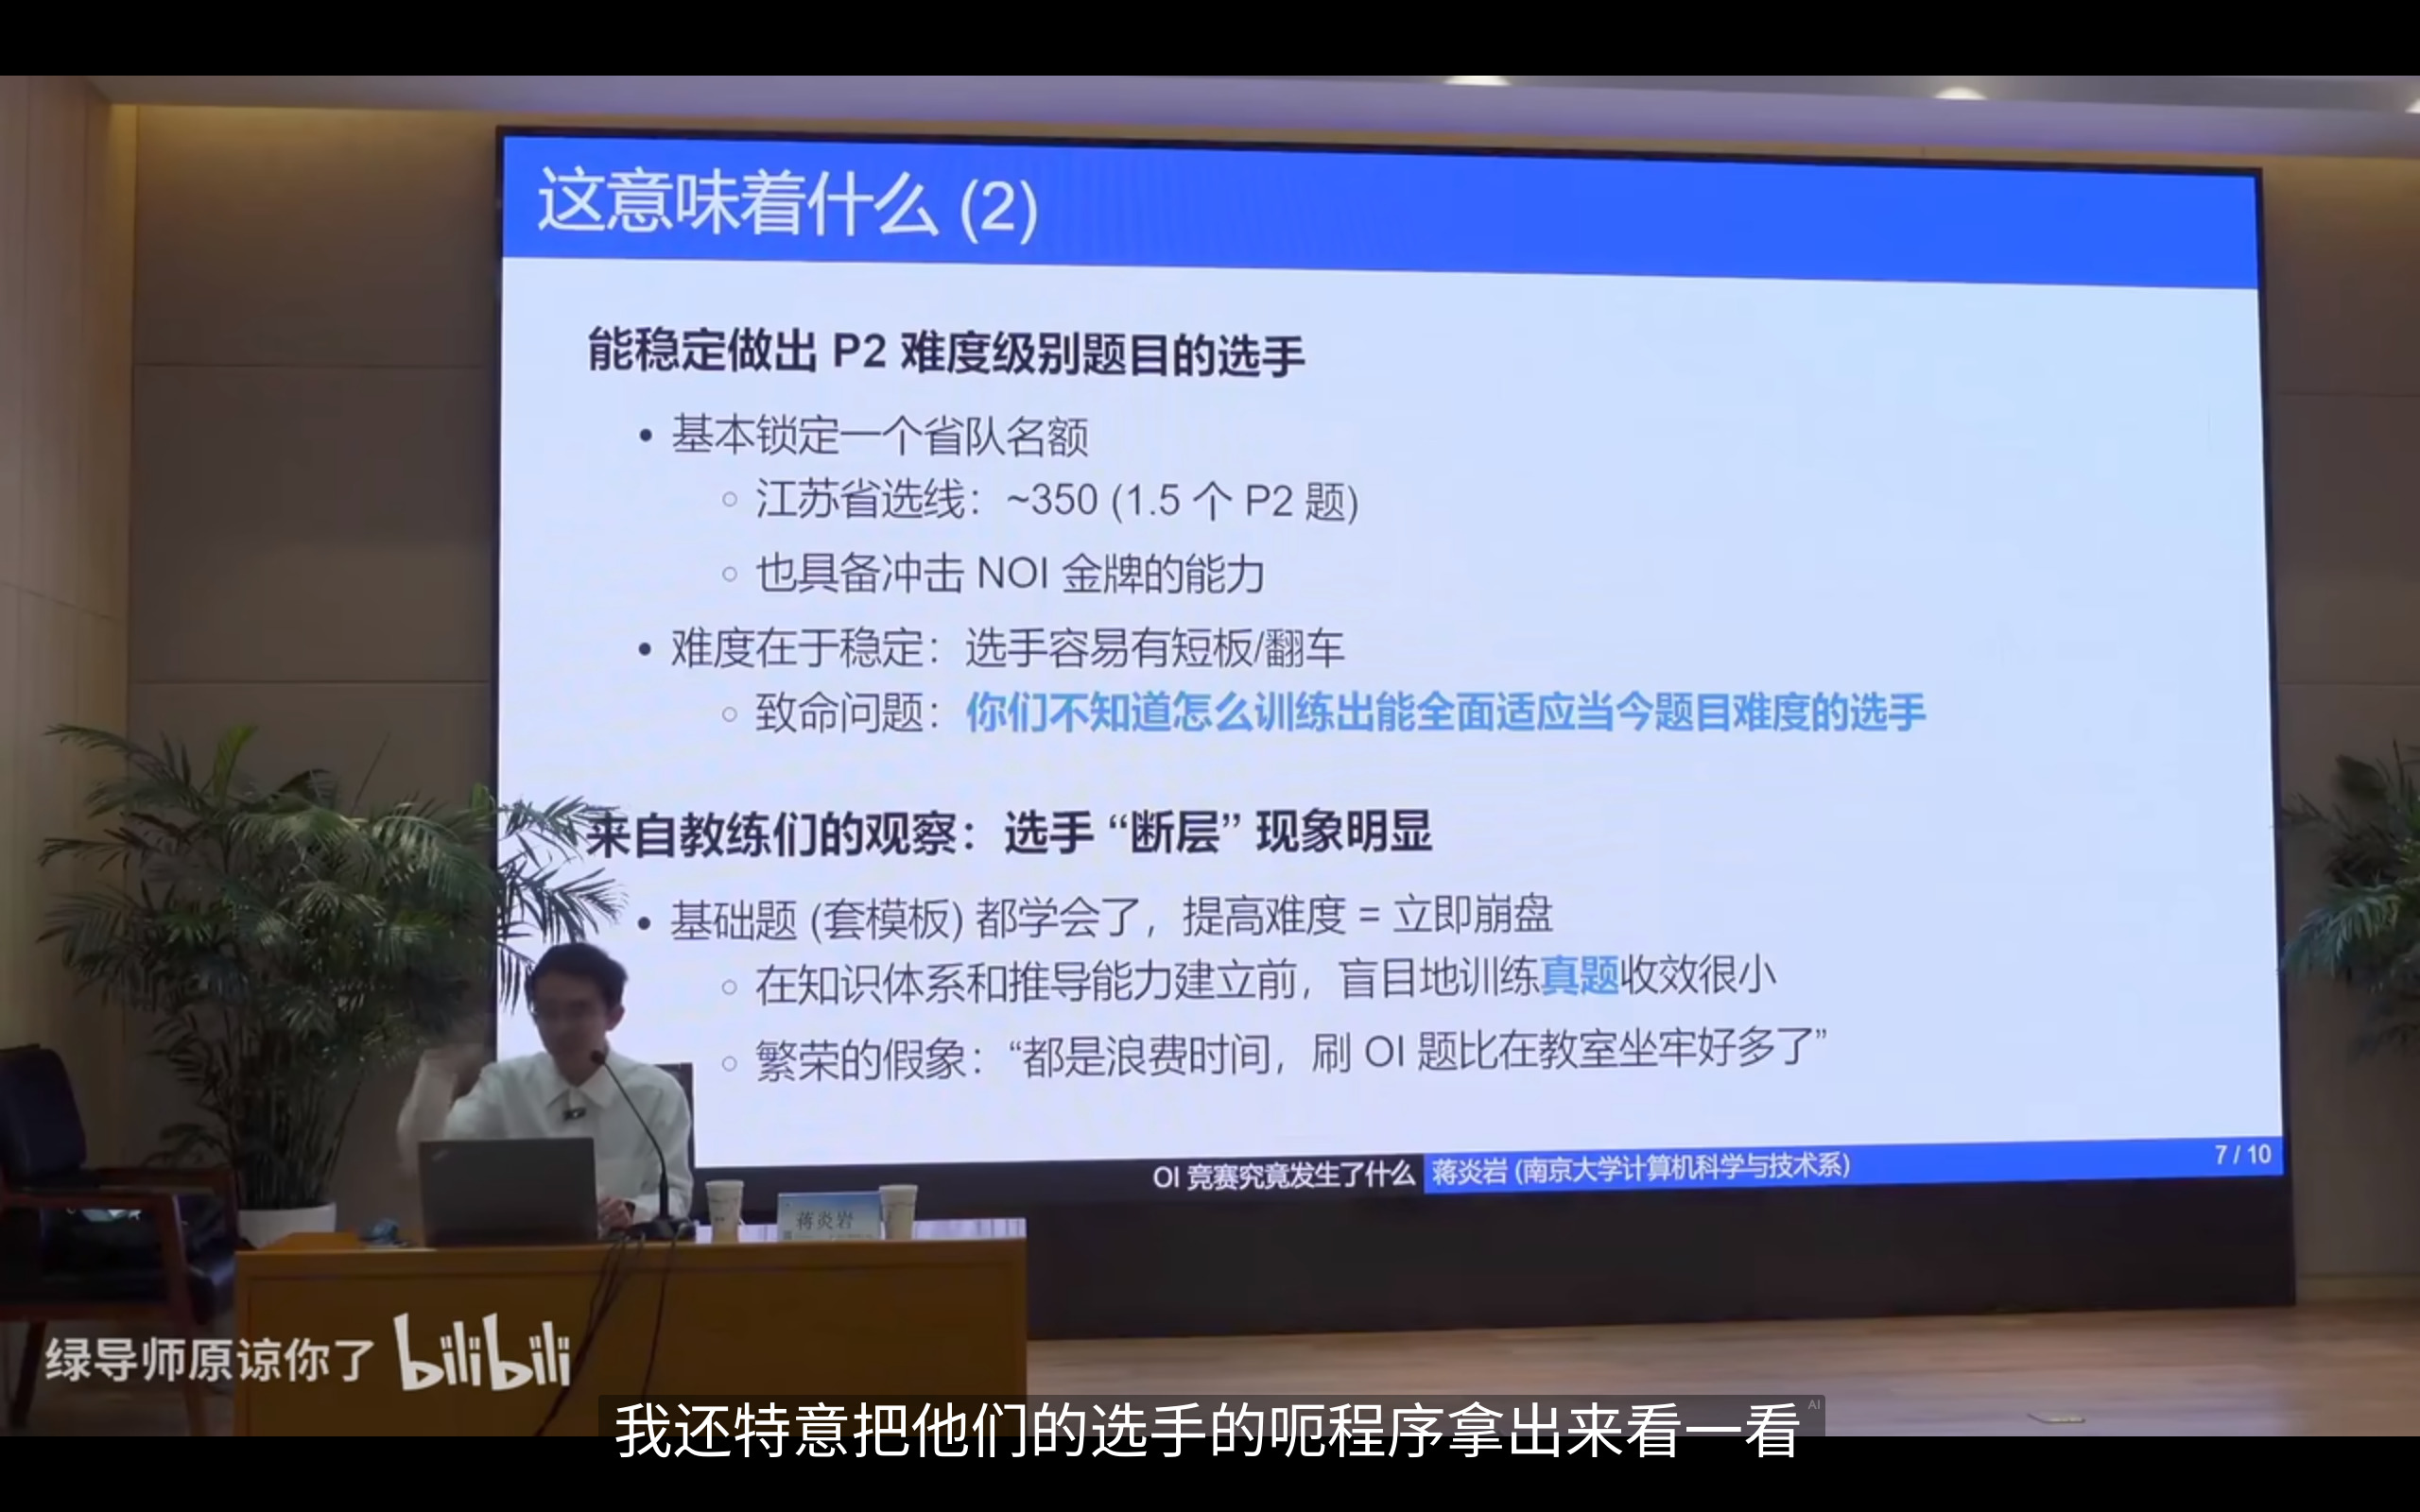 这意味着什么 (2)
能稳定做出 P2 难度级别题目的选手
• 基本锁定一个省队名额
○ 江苏省选线：~350 (1.5 个 P2 题)
○ 也具备冲击 NOI 金牌的能力
• 难度在于稳定：选手容易有短板/翻车
○ 致命问题：你们不知道怎么训练出能全面适应当今题目难度的选手
来自教练们的观察：选手 “断层” 现象明显
• 基础题 (套模板) 都学会了，提高难度 = 立即崩盘
○ 在知识体系和推导能力建立前，盲目地训练真题收效很小
○ 繁荣的假象：“都是浪费时间，刷 OI 题比在教室坐牢好多了”
OI 竞赛究竟发生了什么 蒋炎岩 (南京大学计算机科学与技术系) 7 / 10
蒋炎岩
绿导师原谅你了 bilibili
我还特意把他们的选手的呃程序拿出来看一看
AI